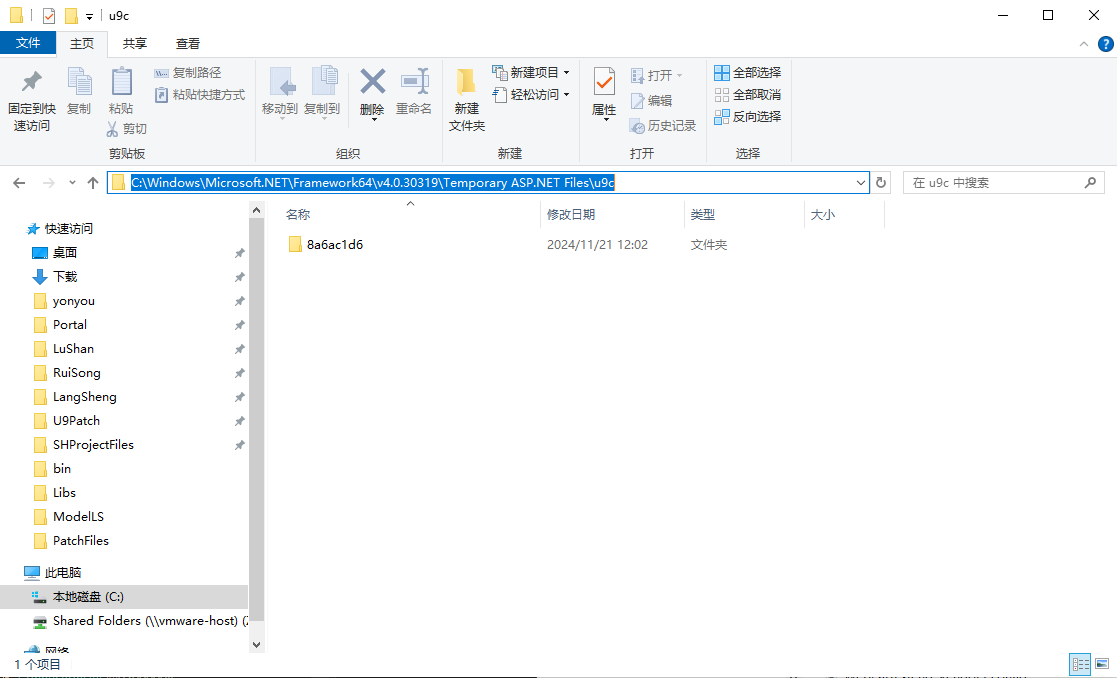 u9c
文件 主页 共享 查看
固定到快
速访问
复制
粘贴
复制路径
粘贴快捷方式
剪切
剪贴板
移动到
复制到
删除
重命名
组织
新建
文件夹
新建项目
轻松访问
新建
属性
打开
编辑
历史记录
打开
全部选择
全部取消
反向选择
选择
C:\Windows\Microsoft.NET\Framework64\v4.0.30319\Temporary ASP.NET Files\u9c
在 u9c 中搜索
快速访问
桌面
下载
yonyou
Portal
LuShan
RuiSong
LangSheng
U9Patch
SHProjectFiles
bin
Libs
ModelLS
PatchFiles
此电脑
本地磁盘 (C:)
Shared Folders (\\vmware-host) (
网络
名称 修改日期 类型 大小
8a6ac1d6 2024/11/21 12:02 文件夹
1 个项目